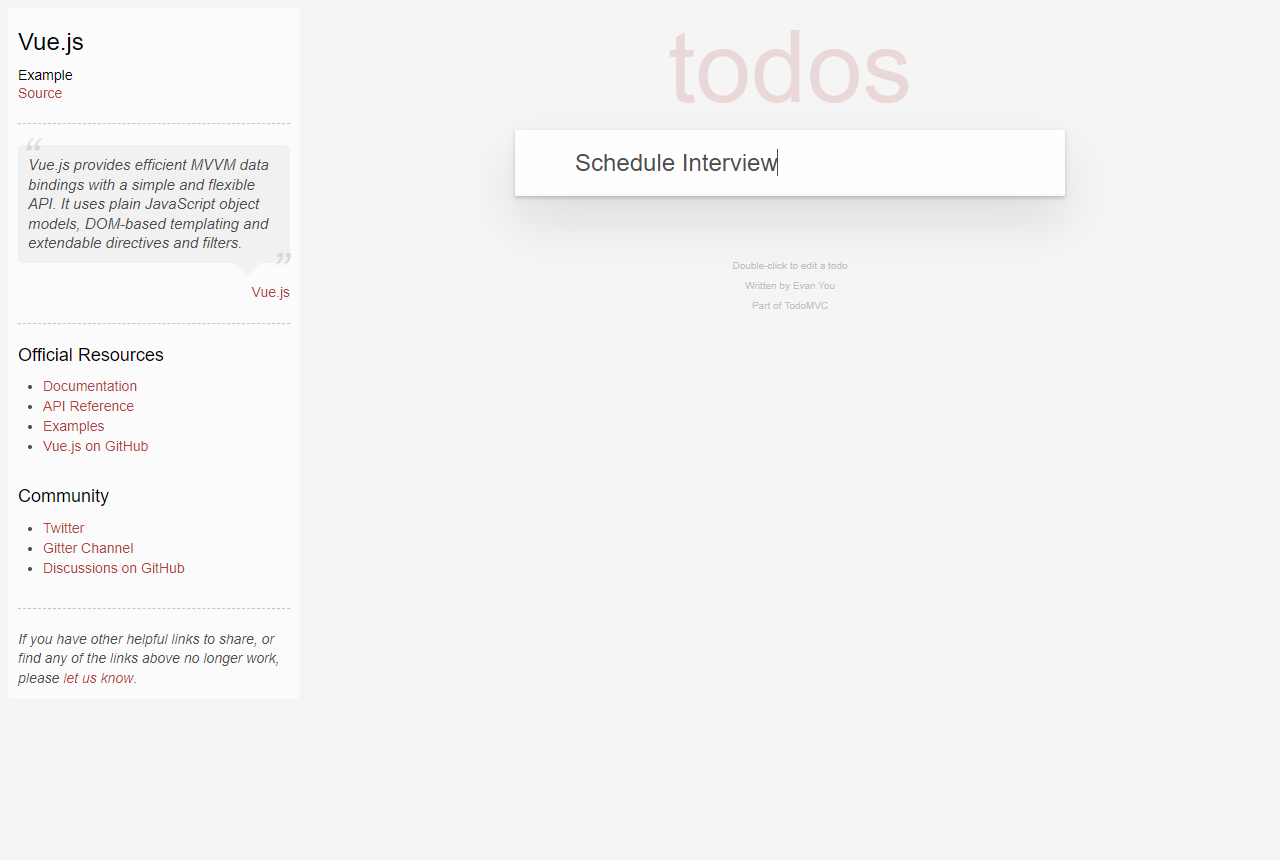 Vue.js
Example
Source
“
Vue.js provides efficient MVVM data
bindings with a simple and flexible
API. It uses plain JavaScript object
models, DOM-based templating and
extendable directives and filters.
”
Vue.js
Official Resources
Documentation
API Reference
Examples
Vue.js on GitHub
Community
Twitter
Gitter Channel
Discussions on GitHub
If you have other helpful links to share, or
find any of the links above no longer work,
please let us know.
todos
Schedule Interview
Double-click to edit a todo
Written by Evan You
Part of TodoMVC